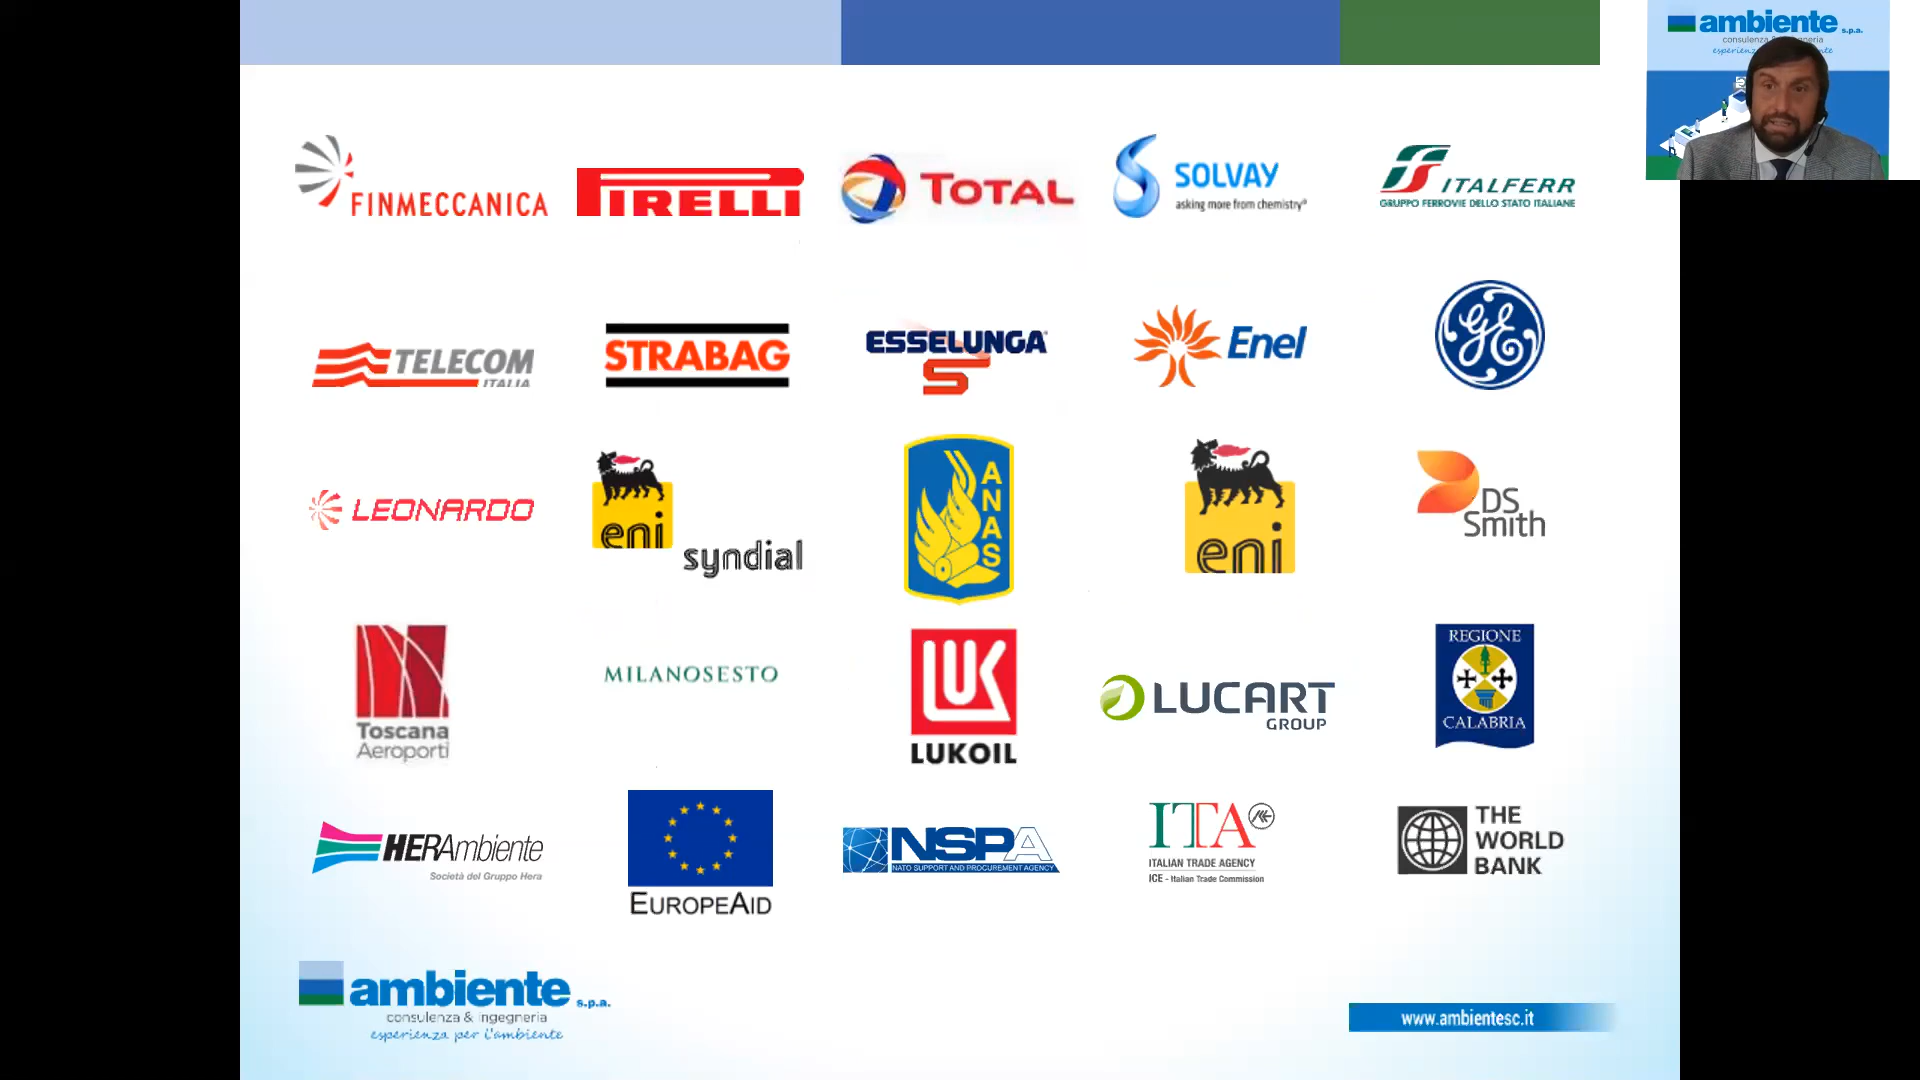 ambiente s.p.a.
FINMECCANICA
PIRELLI
TOTAL
SOLVAY
asking more from chemistry®
ITALFERR
GRUPPO FERROVIE DELLO STATO ITALIANE
TELECOM
ITALIA
STRABAG
ESSELUNGA
S
Enel
GE
LEONARDO
eni
syndial
ANAS
eni
DS
Smith
Toscana
Aeroporti
MILANOSESTO
LUK
LUKOIL
LUCART
GROUP
REGIONE
CALABRIA
HERAmbiente
Società del Gruppo Hera
EUROPEAID
NSPA
NATO SUPPORT AND PROCUREMENT AGENCY
ITA
ITALIAN TRADE AGENCY
ICE - Italian Trade Commission
THE
WORLD
BANK
ambiente s.p.a.
consulenza & ingegneria
esperienza per l'ambiente
www.ambientesc.it